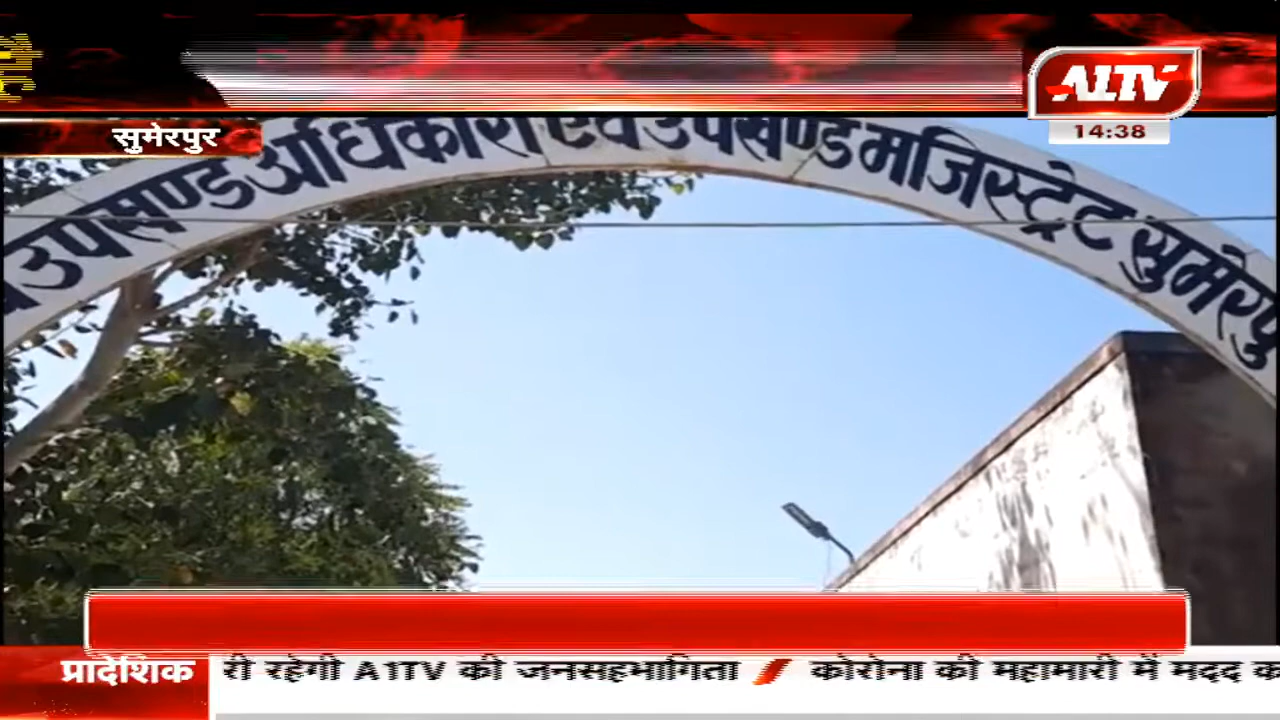 A1TV
14:38
सुमेरपुर
उपखण्ड अधिकारी एवं उपखण्ड मजिस्ट्रेट सुमेरपु
प्रादेशिक
री रहेगी A1TV की जनसहभागिता / कोरोना की महामारी में मदद क